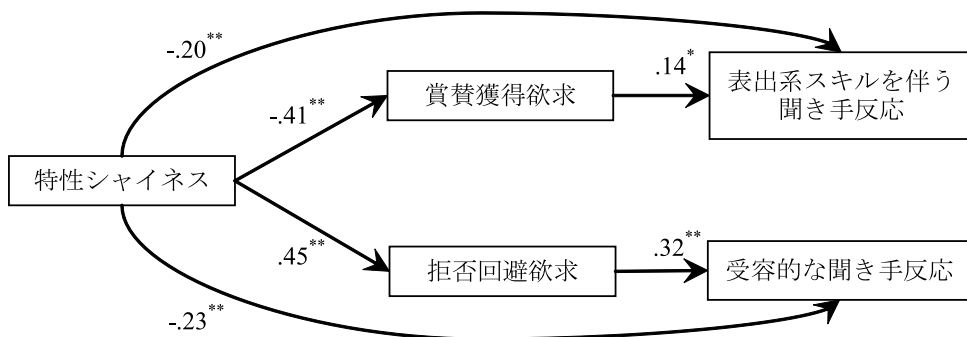 -.20**
.14*
表出系スキルを伴う
聞き手反応
賞賛獲得欲求
-.41**
特性シャイネス
.45**
.32**
拒否回避欲求
受容的な聞き手反応
-.23**